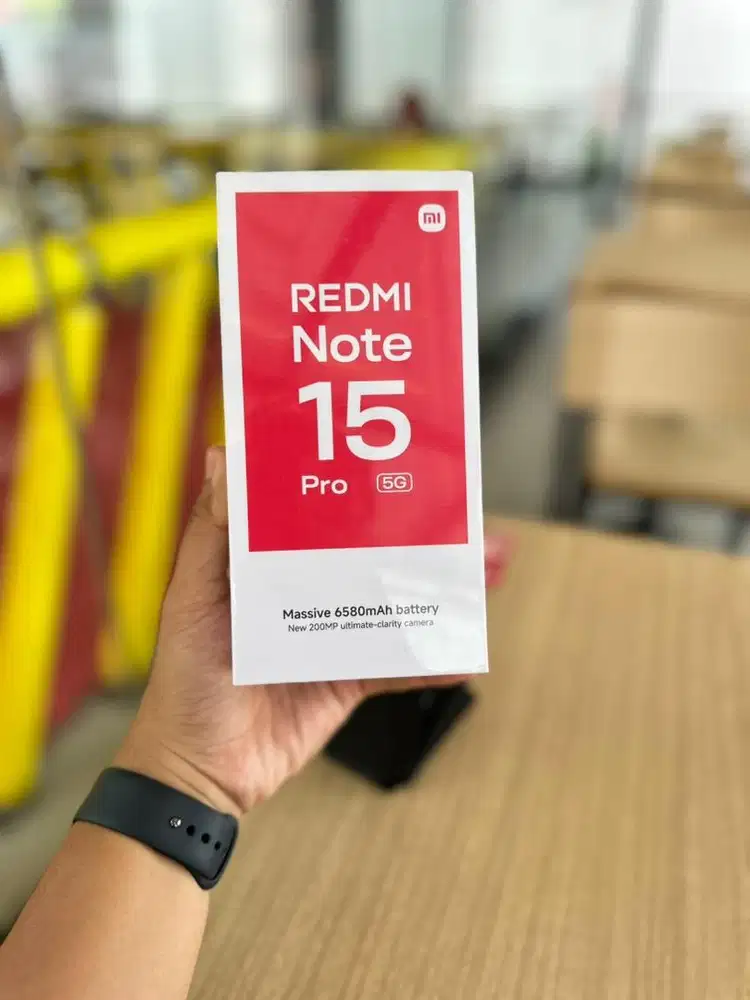 mi
REDMI
Note
15
Pro 5G
Massive 6580mAh battery
New 200MP ultimate-clarity camera